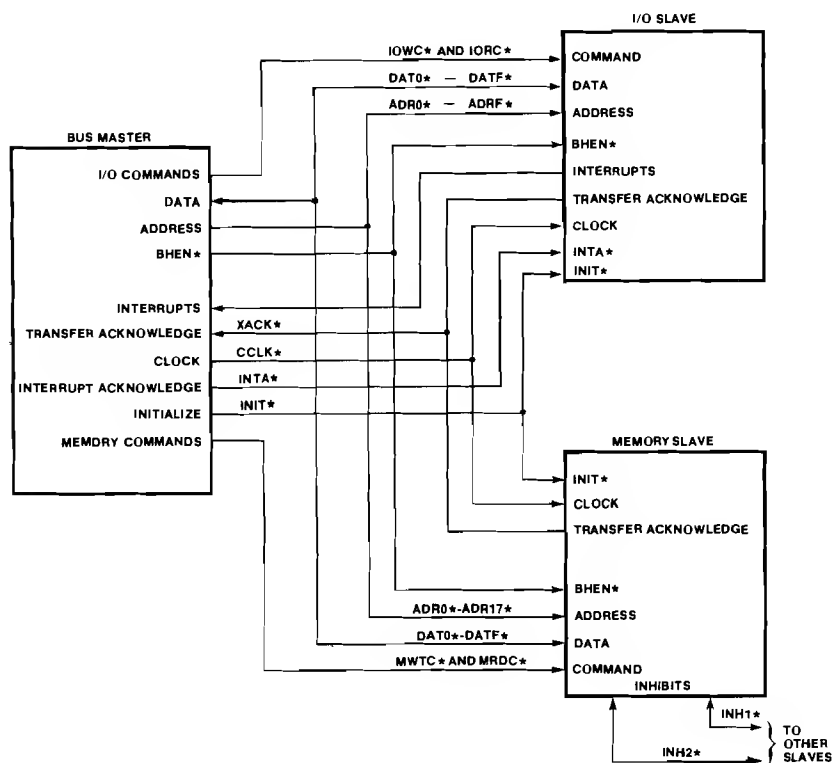 I/O SLAVE
IOWC* AND IORC*
COMMAND
DAT0* – DATF*
DATA
ADR0* – ADRF*
ADDRESS
BUS MASTER
BHEN*
I/O COMMANDS
INTERRUPTS
DATA
TRANSFER ACKNOWLEDGE
ADDRESS
CLOCK
BHEN*
INTA*
INIT*
INTERRUPTS
TRANSFER ACKNOWLEDGE
XACK*
CLOCK
CCLK*
INTERRUPT ACKNOWLEDGE
INTA*
INITIALIZE
INIT*
MEMDRY COMMANDS
MEMORY SLAVE
INIT*
CLOCK
TRANSFER ACKNOWLEDGE
BHEN*
ADR0*-ADR17*
ADDRESS
DAT0*-DATF*
DATA
MWTC* AND MRDC*
COMMAND
INHIBITS
INH1*
INH2*
TO
OTHER
SLAVES